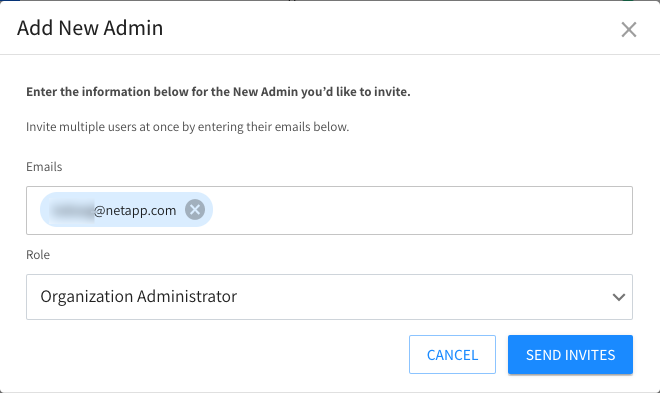 Add New Admin
Enter the information below for the New Admin you’d like to invite.
Invite multiple users at once by entering their emails below.
Emails
@netapp.com
Role
Organization Administrator
CANCEL
SEND INVITES